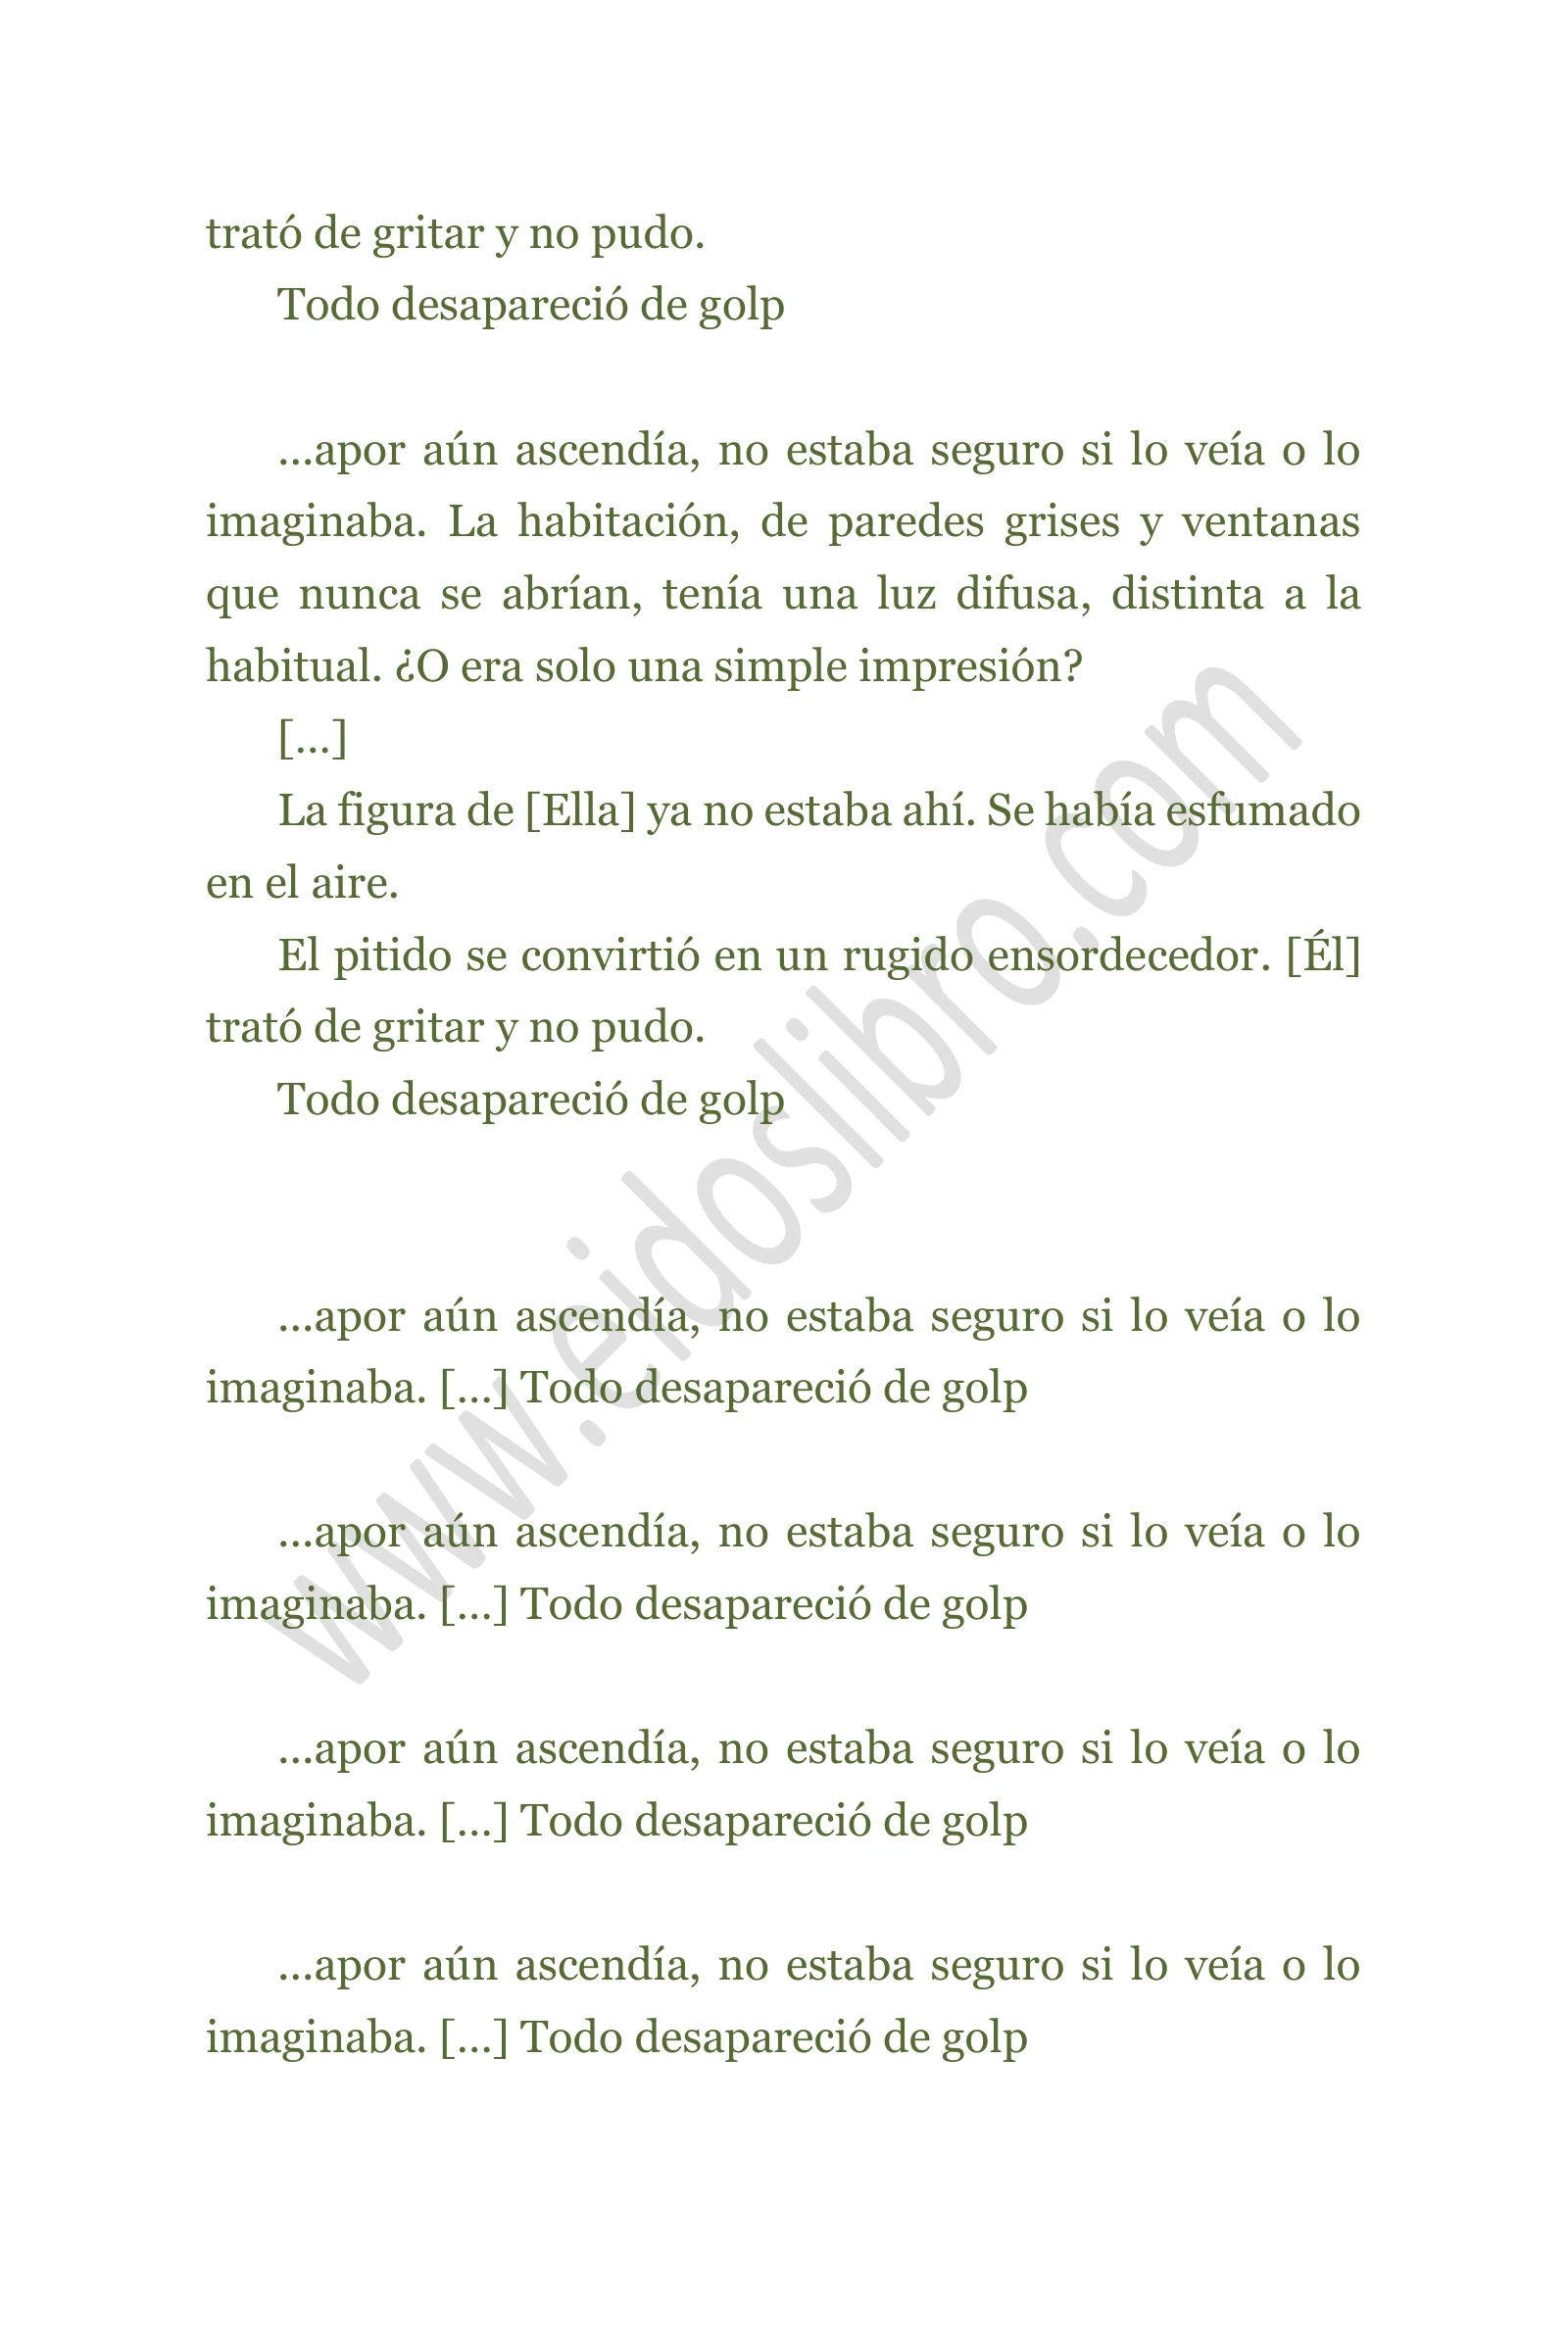 trató de gritar y no pudo.
Todo desapareció de golp
...apor aún ascendía, no estaba seguro si lo veía o lo
imaginaba. La habitación, de paredes grises y ventanas
que nunca se abrían, tenía una luz difusa, distinta a la
habitual. ¿O era solo una simple impresión?
[...]
La figura de [Ella] ya no estaba ahí. Se había esfumado
en el aire.
El pitido se convirtió en un rugido ensordecedor. [Él]
trató de gritar y no pudo.
Todo desapareció de golp
...apor aún ascendía, no estaba seguro si lo veía o lo
imaginaba. [...] Todo desapareció de golp
...apor aún ascendía, no estaba seguro si lo veía o lo
imaginaba. [...] Todo desapareció de golp
...apor aún ascendía, no estaba seguro si lo veía o lo
imaginaba. [...] Todo desapareció de golp
...apor aún ascendía, no estaba seguro si lo veía o lo
imaginaba. [...] Todo desapareció de golp
www.eidoslibro.com